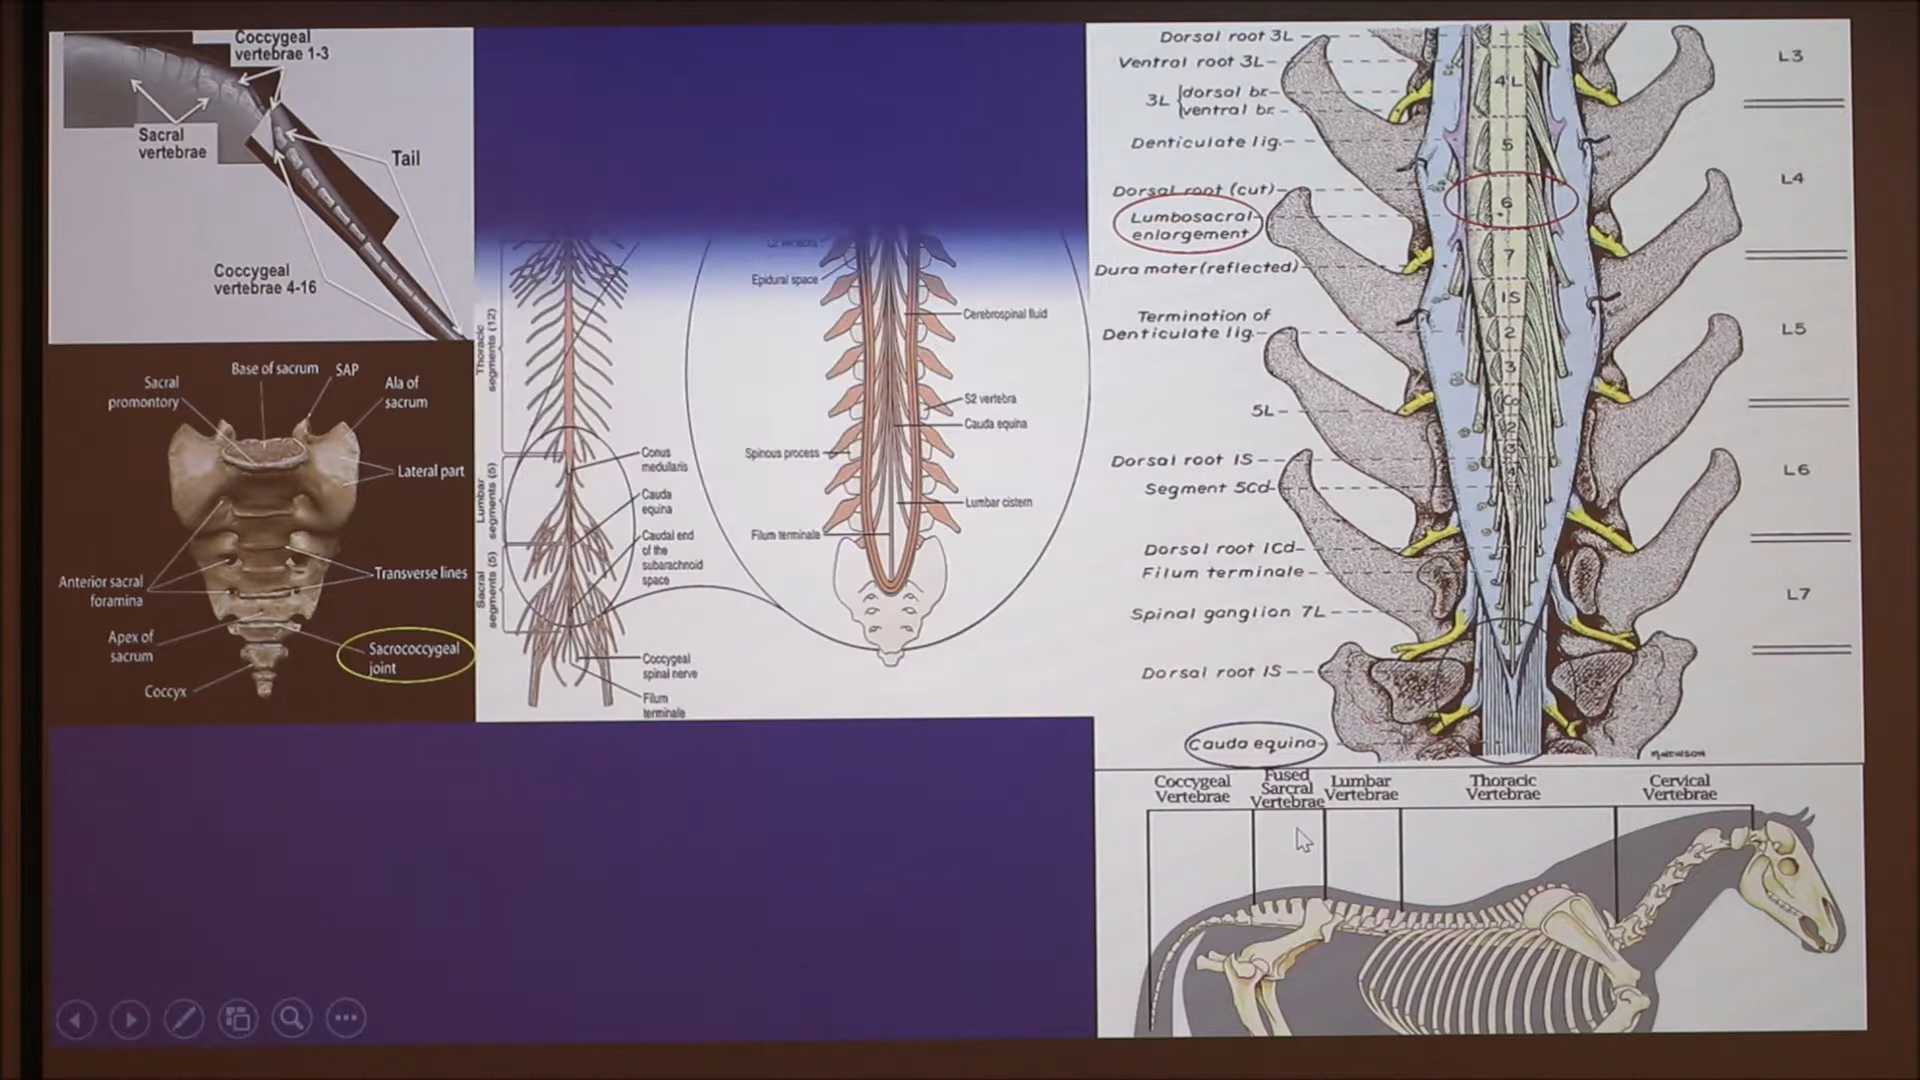 Coccygeal
vertebrae 1-3
Sacral
vertebrae
Tail
Coccygeal
vertebrae 4-16
Base of sacrum
SAP
Sacral
promontory
Ala of
sacrum
Lateral part
Anterior sacral
foramina
Transverse lines
Apex of
sacrum
Sacrococcygeal
joint
Coccyx
Thoracic
segments (12)
Lumbar
segments (5)
Sacral
segments (5)
Conus
medullaris
Cauda
equina
Caudal end
of the
subarachnoid
space
Coccygeal
spinal nerve
Filum
terminale
Epidural space
Cerebrospinal fluid
S2 vertebra
Cauda equina
Spinous process
Lumbar cistern
Filum terminale
Dorsal root 3L
Ventral root 3L
3L
dorsal br.
ventral br.
Denticulate lig.
Dorsal root (cut)
Lumbosacral
enlargement
Dura mater (reflected)
Termination of
Denticulate lig.
5L
Dorsal root 1S
Segment 5Cd
Dorsal root 1Cd
Filum terminale
Spinal ganglion 7L
Dorsal root 1S
Cauda equina
4 L
5
6
7
1S
2
3
L3
L4
L5
L6
L7
Coccygeal
Vertebrae
Fused
Sarcral
Vertebrae
Lumbar
Vertebrae
Thoracic
Vertebrae
Cervical
Vertebrae